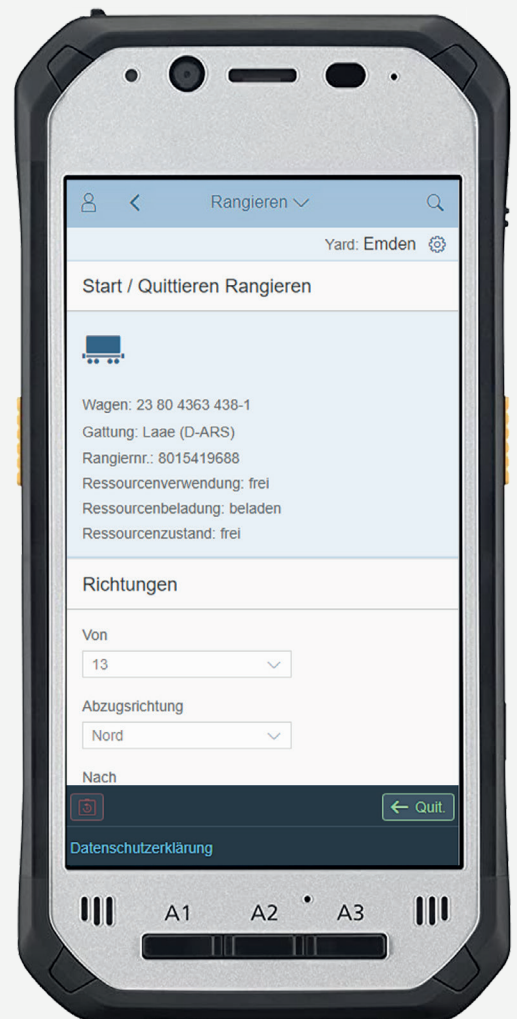 Rangieren
Yard: Emden
Start / Quittieren Rangieren
Wagen: 23 80 4363 438-1
Gattung: Laae (D-ARS)
Rangiernr.: 8015419688
Ressourcenverwendung: frei
Ressourcenbeladung: beladen
Ressourcenzustand: frei
Richtungen
Von
13
Abzugsrichtung
Nord
Nach
← Quit.
Datenschutzerklärung
A1 A2 A3